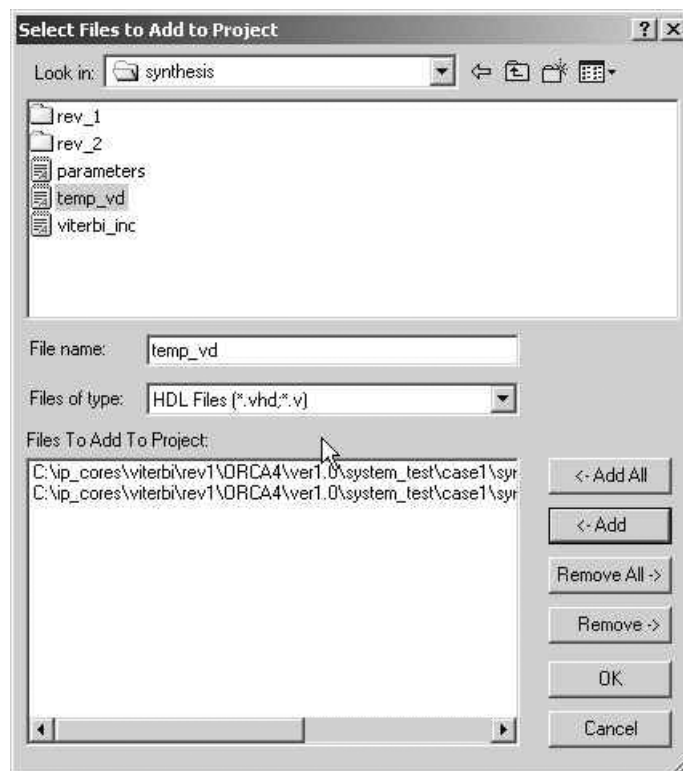 Select Files to Add to Project
Look in: synthesis
rev_1
rev_2
parameters
temp_vd
viterbi_inc
File name: temp_vd
Files of type: HDL Files (*.vhd;*.v)
Files To Add To Project:
C:\ip_cores\viterbi\rev1\ORCA4\ver1.0\system_test\case1\syr
C:\ip_cores\viterbi\rev1\ORCA4\ver1.0\system_test\case1\syr
<- Add All
<- Add
Remove All ->
Remove ->
OK
Cancel